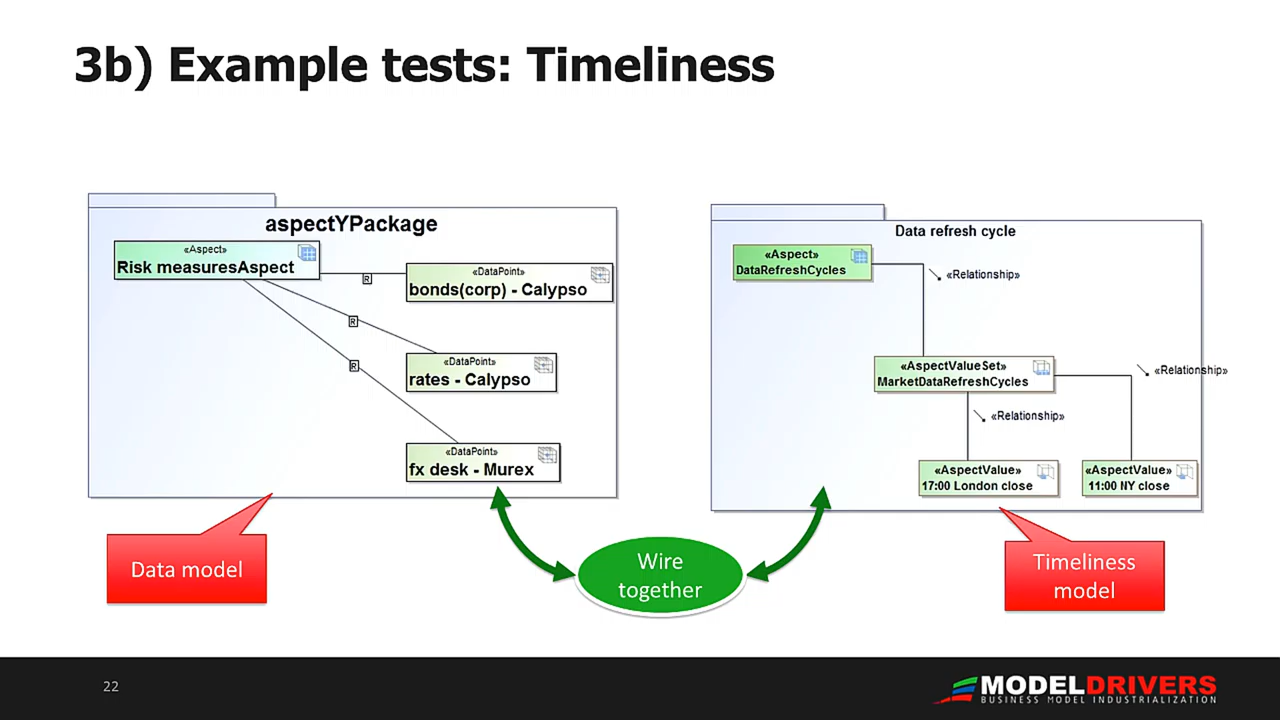 3b) Example tests: Timeliness
aspectYPackage
«Aspect»
Risk measuresAspect
R
«DataPoint»
bonds(corp) - Calypso
R
«DataPoint»
rates - Calypso
R
«DataPoint»
fx desk - Murex
Data model
Wire
together
Data refresh cycle
«Aspect»
DataRefreshCycles
«Relationship»
«AspectValueSet»
MarketDataRefreshCycles
«Relationship»
«Relationship»
«AspectValue»
17:00 London close
«AspectValue»
11:00 NY close
Timeliness
model
22
MODELDRIVERS
BUSINESS MODEL INDUSTRIALIZATION